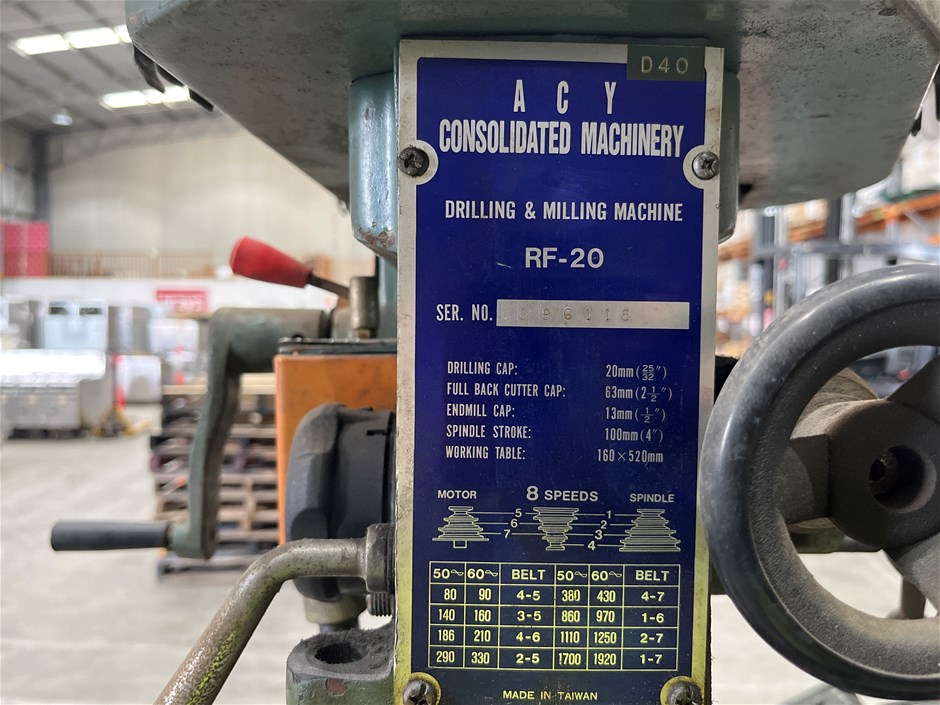 D40
A C Y
CONSOLIDATED MACHINERY
DRILLING & MILLING MACHINE
RF-20
SER. NO.
DRILLING CAP: 20mm (25/32")
FULL BACK CUTTER CAP: 63mm (2-1/2")
ENDMILL CAP: 13mm (1/2")
SPINDLE STROKE: 100mm (4")
WORKING TABLE: 160×520mm
MOTOR 8 SPEEDS SPINDLE
5 1
6 2
7 3
4
50~ 60~ BELT 50~ 60~ BELT
80 90 4-5 380 430 4-7
140 160 3-5 860 970 1-6
186 210 4-6 1110 1250 2-7
290 330 2-5 1700 1920 1-7
MADE IN TAIWAN